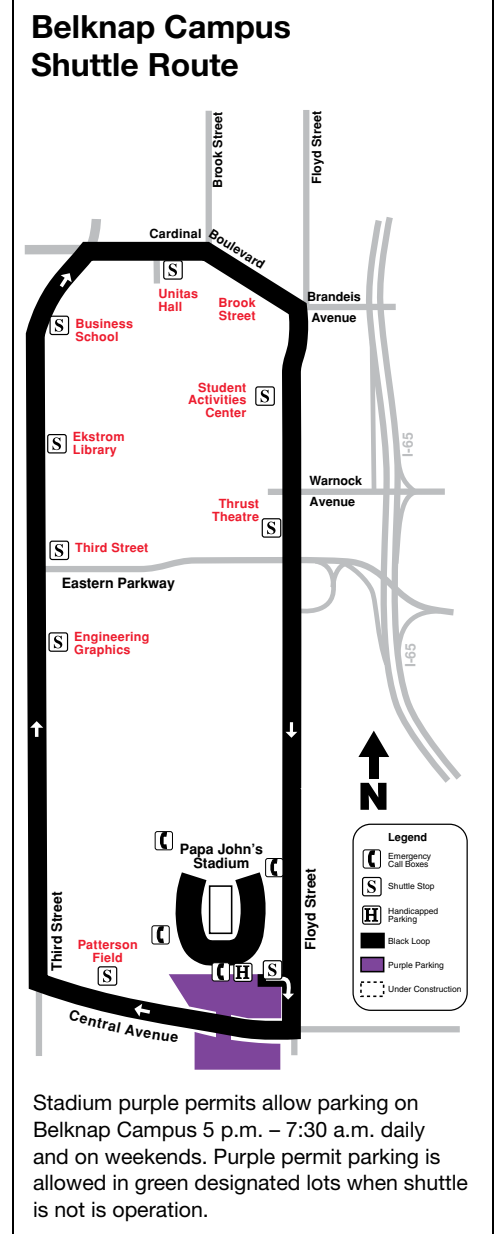 Belknap Campus
Shuttle Route
Brook Street
Floyd Street
Cardinal Boulevard
S
Unitas
Hall
Brook
Street
Brandeis
Avenue
S
Business
School
Student
Activities
Center
S
S
Ekstrom
Library
I-65
Warnock
Avenue
Thrust
Theatre
S
S
Third Street
Eastern Parkway
S
Engineering
Graphics
I-65
N
Papa John's
Stadium
Legend
Emergency
Call Boxes
S
Shuttle Stop
H
Handicapped
Parking
Black Loop
Purple Parking
Under Construction
Third Street
Floyd Street
Patterson
Field
S
H
S
Central Avenue
Stadium purple permits allow parking on
Belknap Campus 5 p.m. – 7:30 a.m. daily
and on weekends. Purple permit parking is
allowed in green designated lots when shuttle
is not is operation.